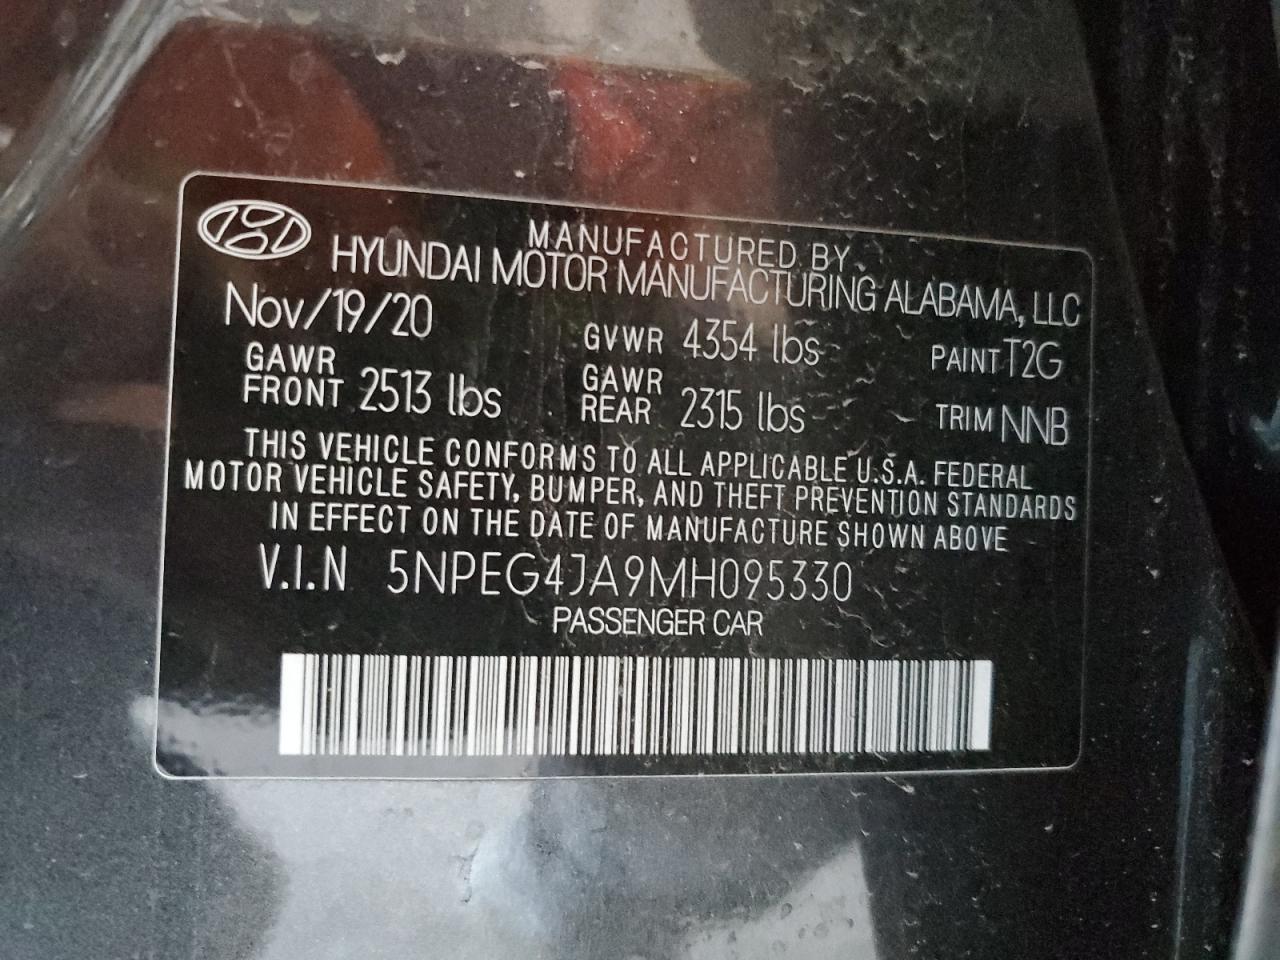 MANUFACTURED BY
HYUNDAI MOTOR MANUFACTURING ALABAMA, LLC
Nov/19/20 GVWR 4354 lbs PAINT T2G
GAWR FRONT 2513 lbs GAWR REAR 2315 lbs TRIM NNB
THIS VEHICLE CONFORMS TO ALL APPLICABLE U.S.A. FEDERAL
MOTOR VEHICLE SAFETY, BUMPER, AND THEFT PREVENTION STANDARDS
IN EFFECT ON THE DATE OF MANUFACTURE SHOWN ABOVE
V.I.N 5NPEG4JA9MH095330
PASSENGER CAR